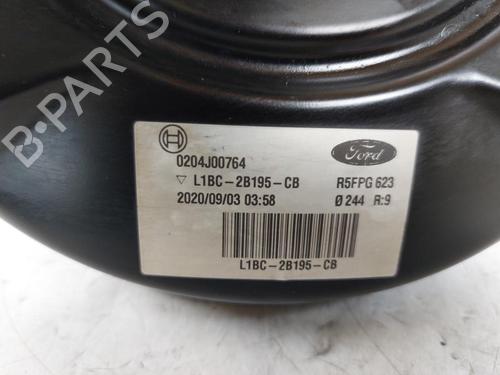 B-PARTS
0204J00764
Ford
▽ L1BC-2B195-CB R5FPG 623
2020/09/03 03:58 Ø 244 R:9
L1BC-2B195-CB